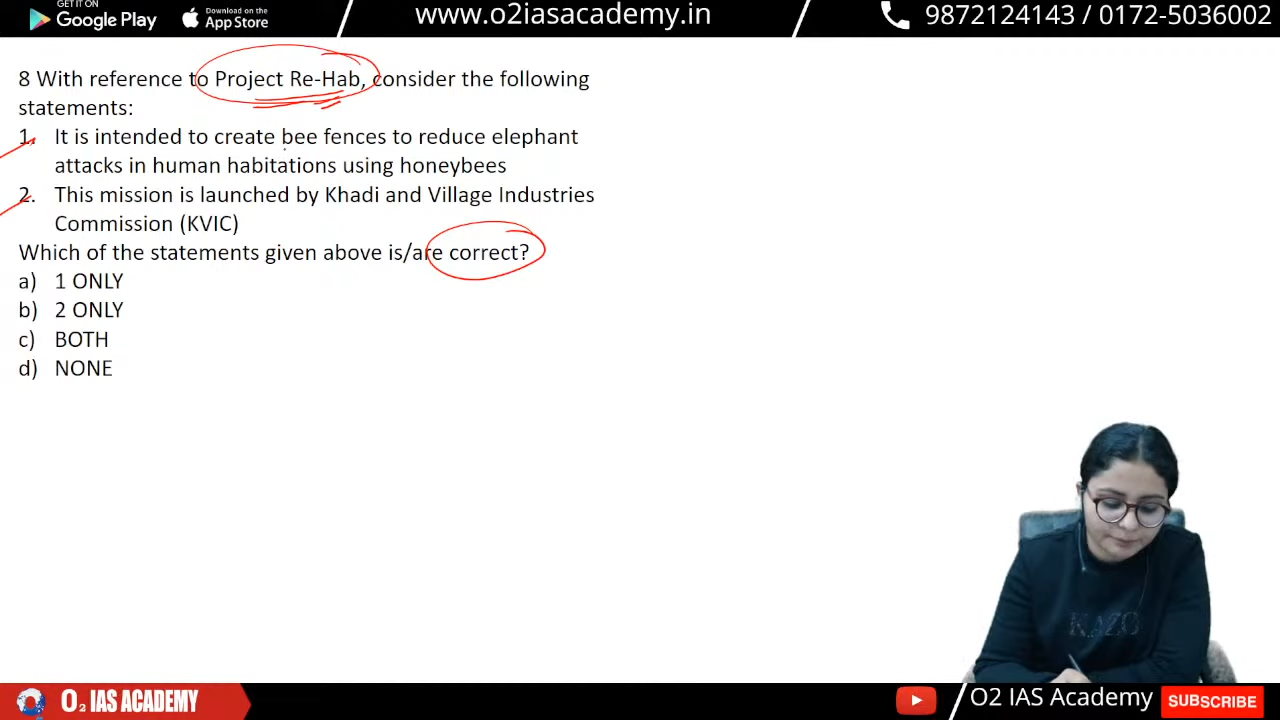 GET IT ON
Google Play
Download on the
App Store
www.o2iasacademy.in
9872124143 / 0172-5036002
8 With reference to Project Re-Hab, consider the following
statements:
1. It is intended to create bee fences to reduce elephant
attacks in human habitations using honeybees
2. This mission is launched by Khadi and Village Industries
Commission (KVIC)
Which of the statements given above is/are correct?
a) 1 ONLY
b) 2 ONLY
c) BOTH
d) NONE
KAZO
O2 IAS ACADEMY
O2 IAS Academy
SUBSCRIBE